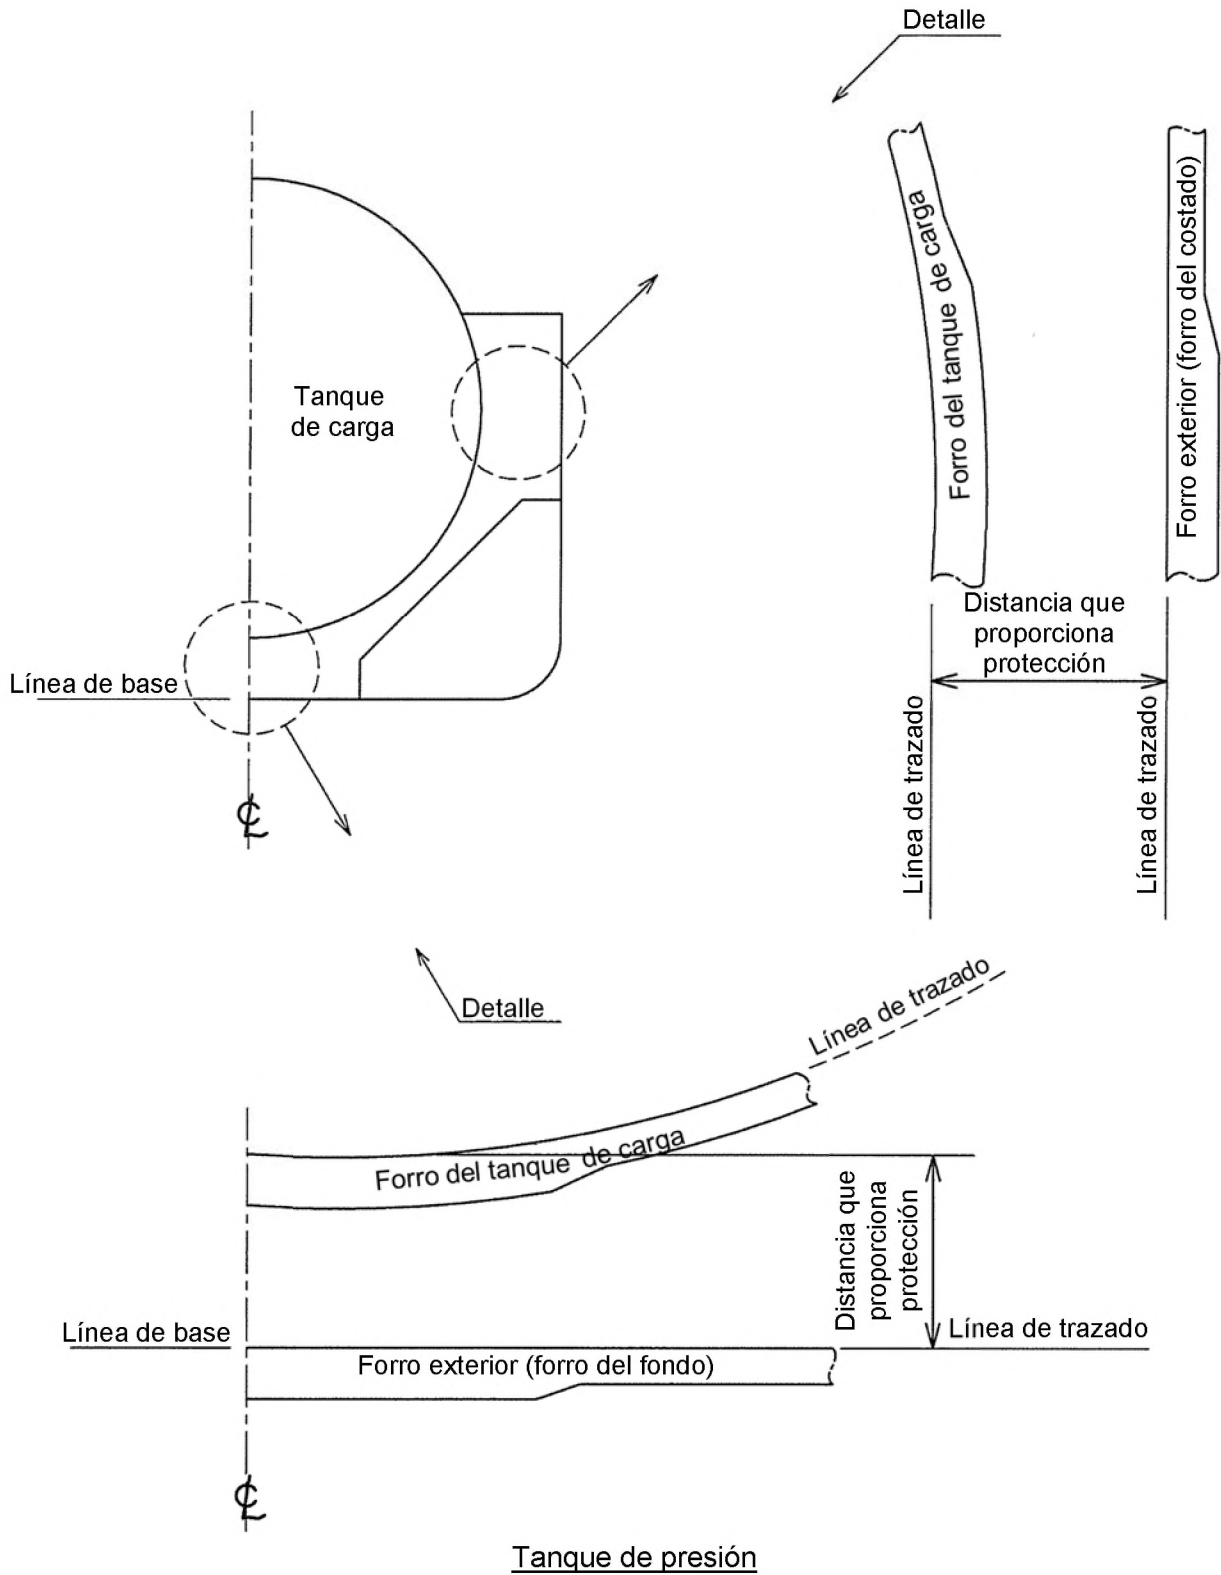 Detalle
Forro del tanque de carga
Forro exterior (forro del costado)
Tanque
de carga
Distancia que
proporciona
protección
Línea de base
Línea de trazado
Línea de trazado
℄
Detalle
Línea de trazado
Forro del tanque de carga
Distancia que
proporciona
protección
Línea de base
Línea de trazado
Forro exterior (forro del fondo)
℄
Tanque de presión